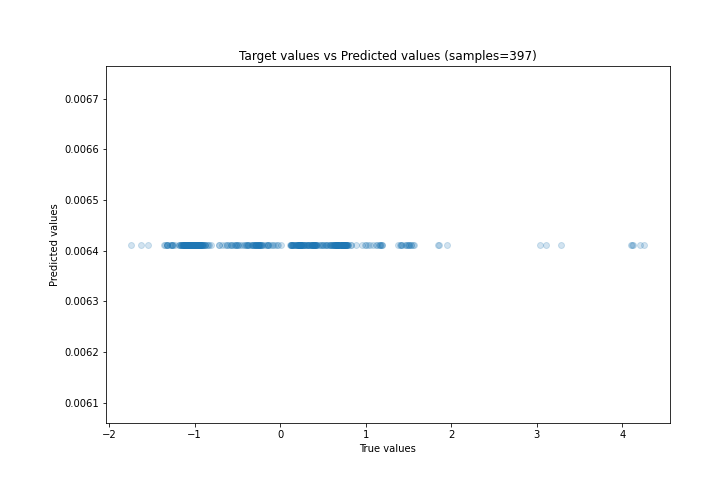 Target values vs Predicted values (samples=397)
Predicted values
0.0067
0.0066
0.0065
0.0064
0.0063
0.0062
0.0061
−2 −1 0 1 2 3 4
True values